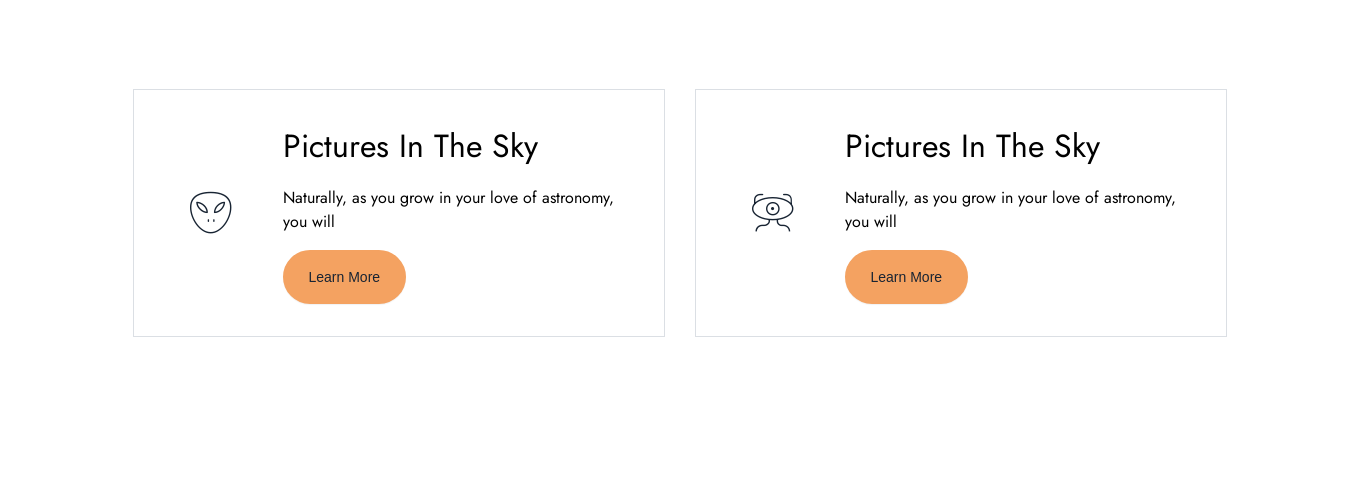 Pictures In The Sky
Naturally, as you grow in your love of astronomy,
you will
Learn More
Pictures In The Sky
Naturally, as you grow in your love of astronomy,
you will
Learn More